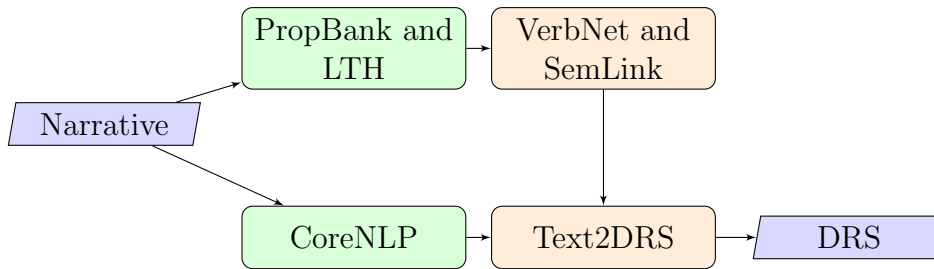 PropBank and
LTH
VerbNet and
SemLink
Narrative
CoreNLP
Text2DRS
DRS